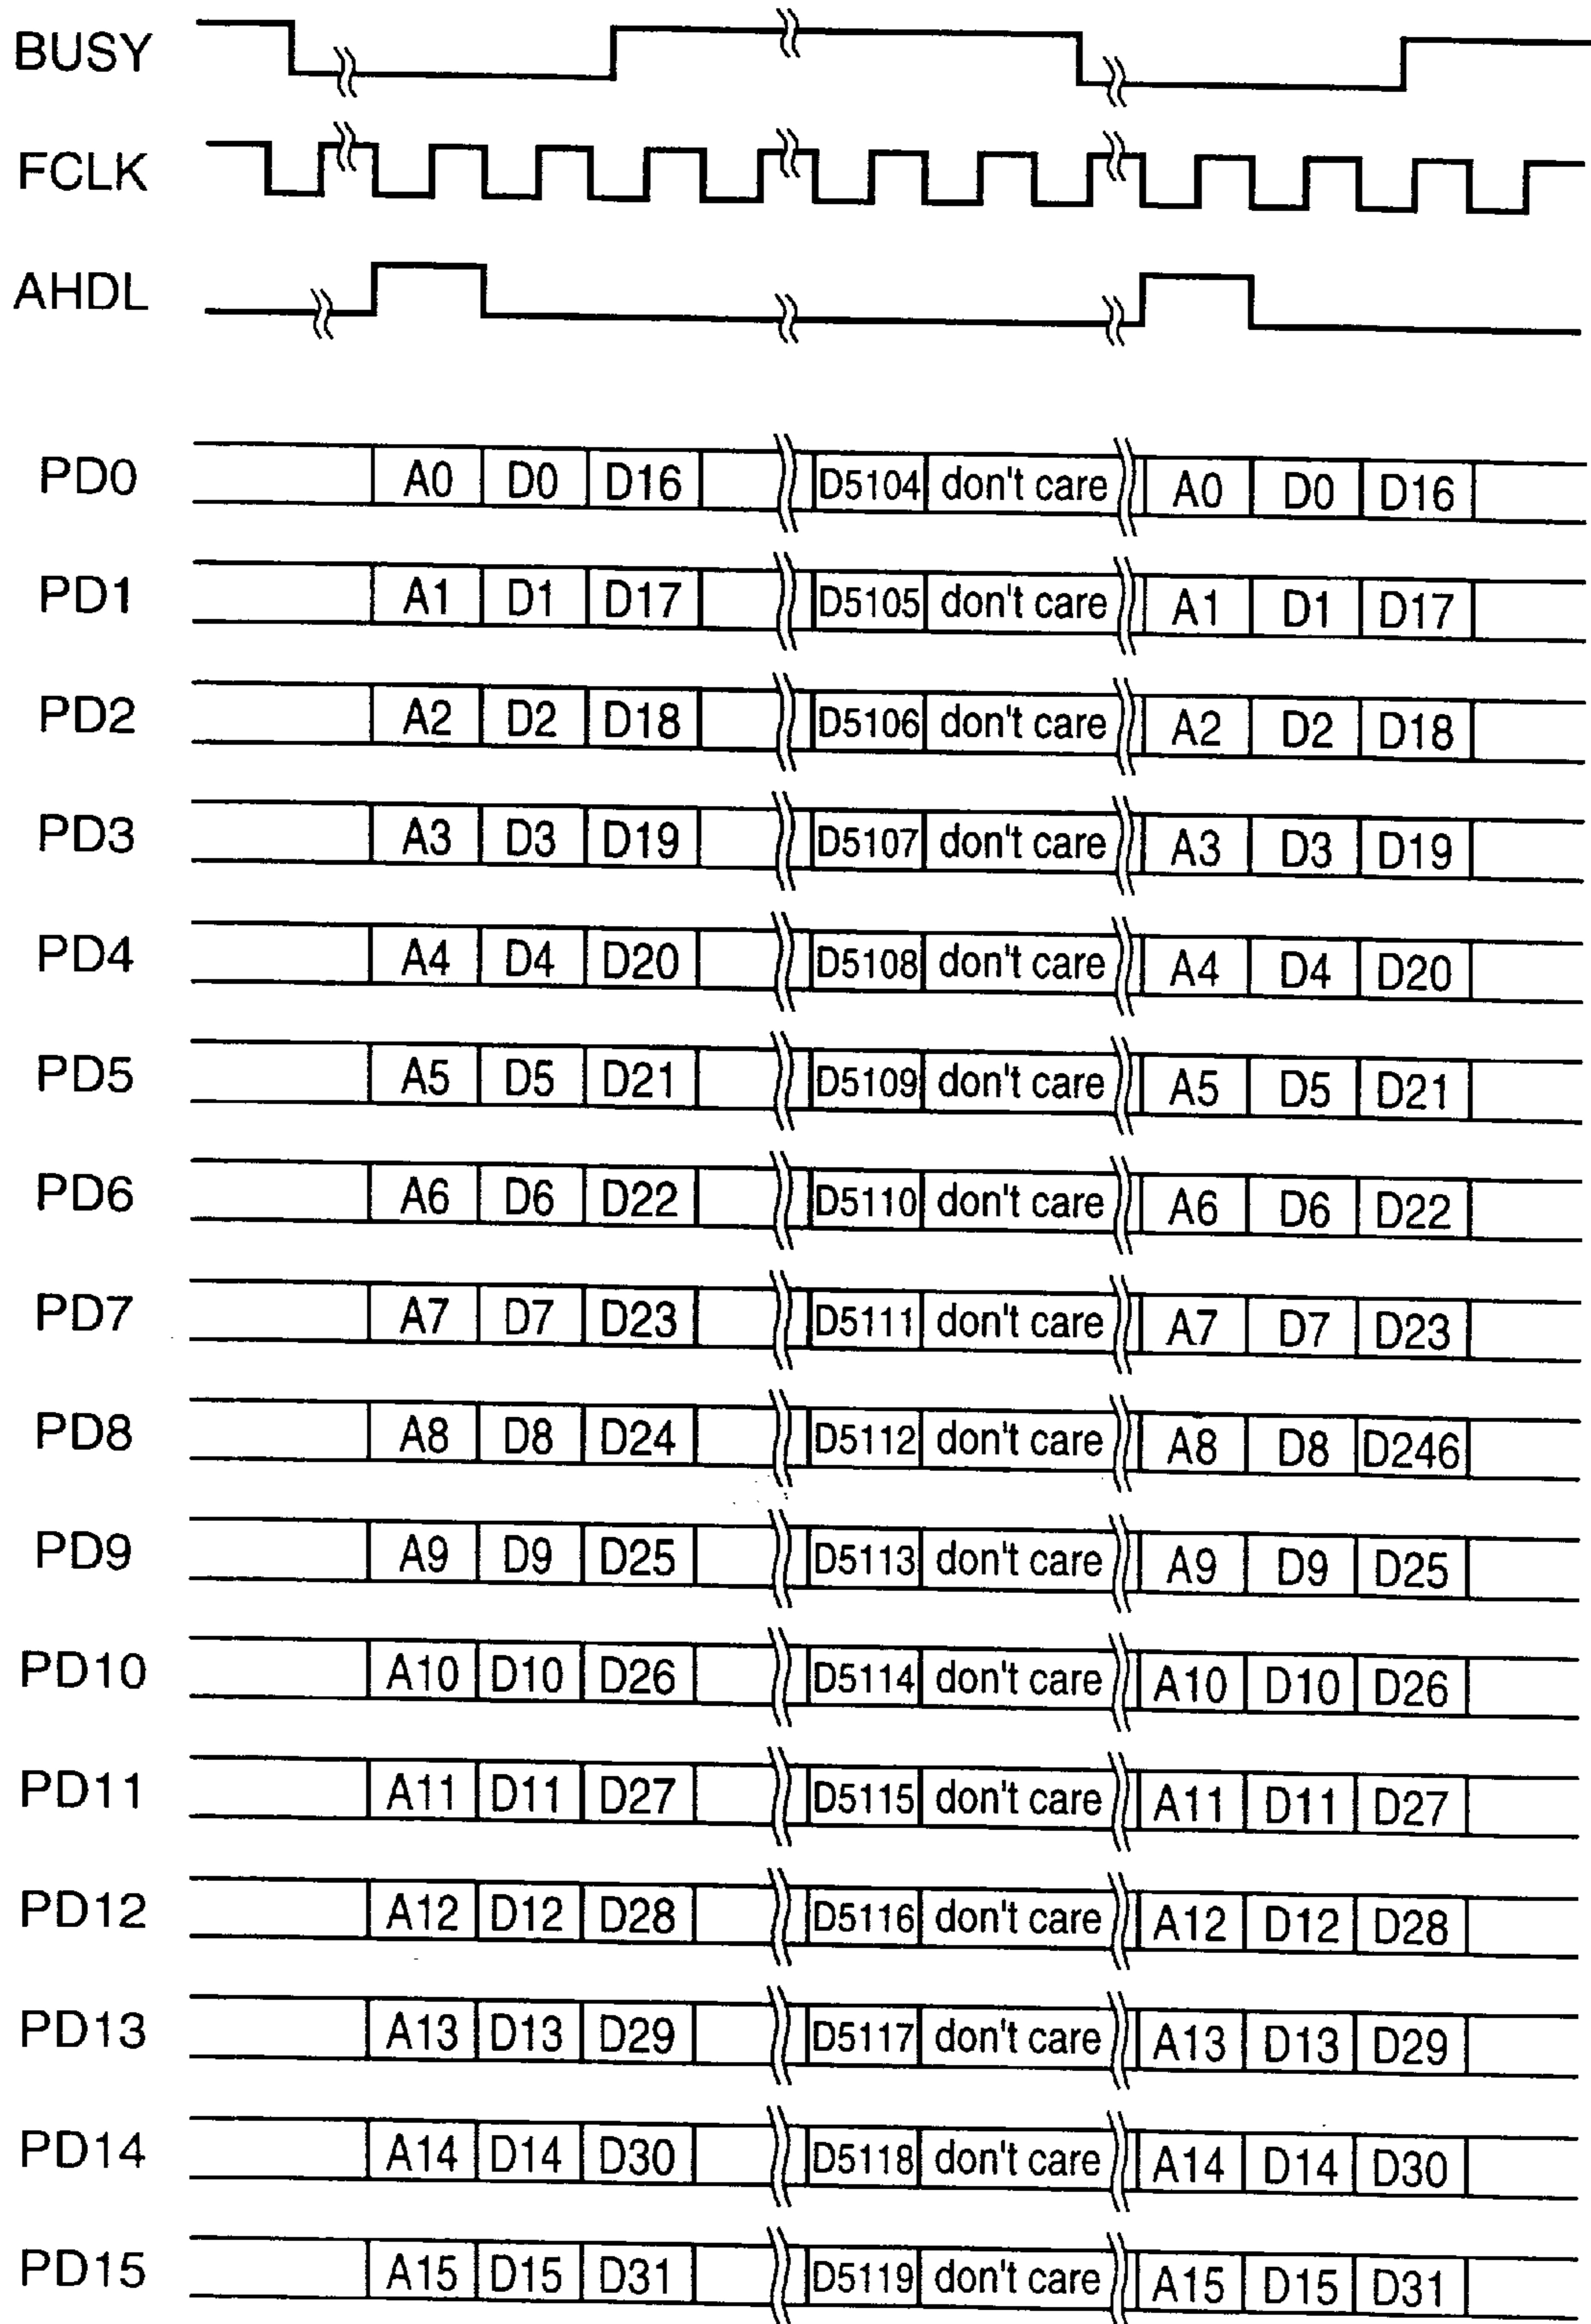 BUSY
FCLK
AHDL
PD0 A0 D0 D16 D5104 don't care A0 D0 D16
PD1 A1 D1 D17 D5105 don't care A1 D1 D17
PD2 A2 D2 D18 D5106 don't care A2 D2 D18
PD3 A3 D3 D19 D5107 don't care A3 D3 D19
PD4 A4 D4 D20 D5108 don't care A4 D4 D20
PD5 A5 D5 D21 D5109 don't care A5 D5 D21
PD6 A6 D6 D22 D5110 don't care A6 D6 D22
PD7 A7 D7 D23 D5111 don't care A7 D7 D23
PD8 A8 D8 D24 D5112 don't care A8 D8 D246
PD9 A9 D9 D25 D5113 don't care A9 D9 D25
PD10 A10 D10 D26 D5114 don't care A10 D10 D26
PD11 A11 D11 D27 D5115 don't care A11 D11 D27
PD12 A12 D12 D28 D5116 don't care A12 D12 D28
PD13 A13 D13 D29 D5117 don't care A13 D13 D29
PD14 A14 D14 D30 D5118 don't care A14 D14 D30
PD15 A15 D15 D31 D5119 don't care A15 D15 D31